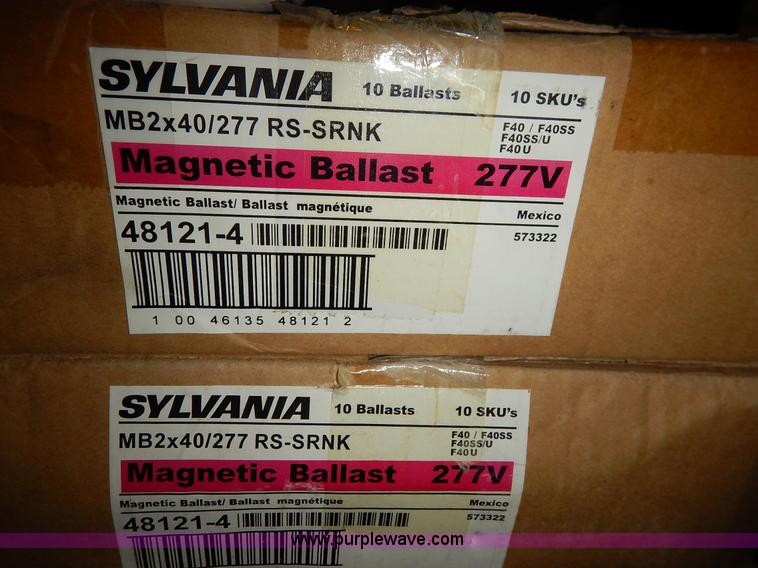 SYLVANIA 10 Ballasts 10 SKU's
MB2x40/277 RS-SRNK F40 / F40SS
F40SS/U
F40U
Magnetic Ballast 277V
Magnetic Ballast/ Ballast magnétique Mexico
48121-4 573322
1 00 46135 48121 2
SYLVANIA 10 Ballasts 10 SKU's
MB2x40/277 RS-SRNK F40 / F40SS
F40SS/U
F40U
Magnetic Ballast 277V
Magnetic Ballast/ Ballast magnétique Mexico
48121-4 573322
www.purplewave.com